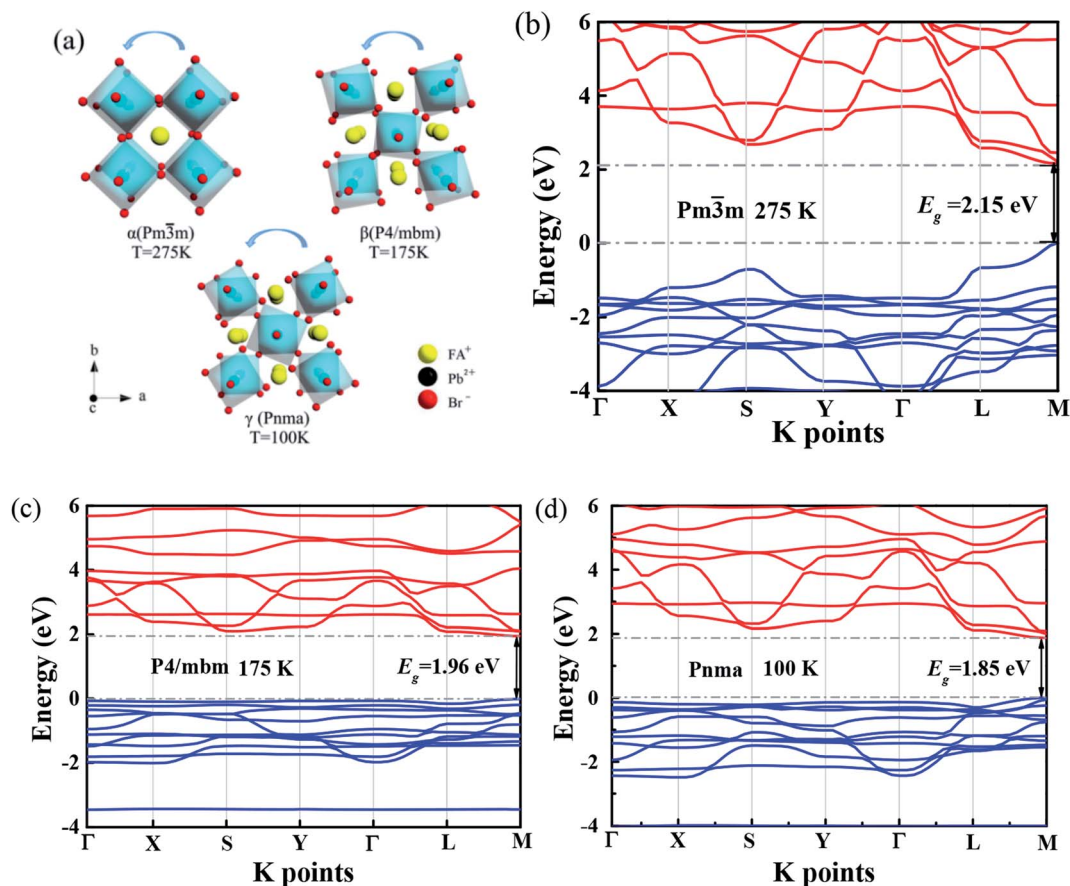 (a)
α(Pm3̅m)
T=275K
β(P4/mbm)
T=175K
γ (Pnma)
T=100K
b
c
a
FA⁺
Pb²⁺
Br⁻
(b)
Energy (eV)
6
4
2
0
-2
-4
Pm3̅m 275 K
E_g =2.15 eV
Γ X S Y Γ L M
K points
(c)
Energy (eV)
6
4
2
0
-2
-4
P4/mbm 175 K
E_g=1.96 eV
Γ X S Y Γ L M
K points
(d)
Energy (eV)
6
4
2
0
-2
-4
Pnma 100 K
E_g=1.85 eV
Γ X S Y Γ L M
K points